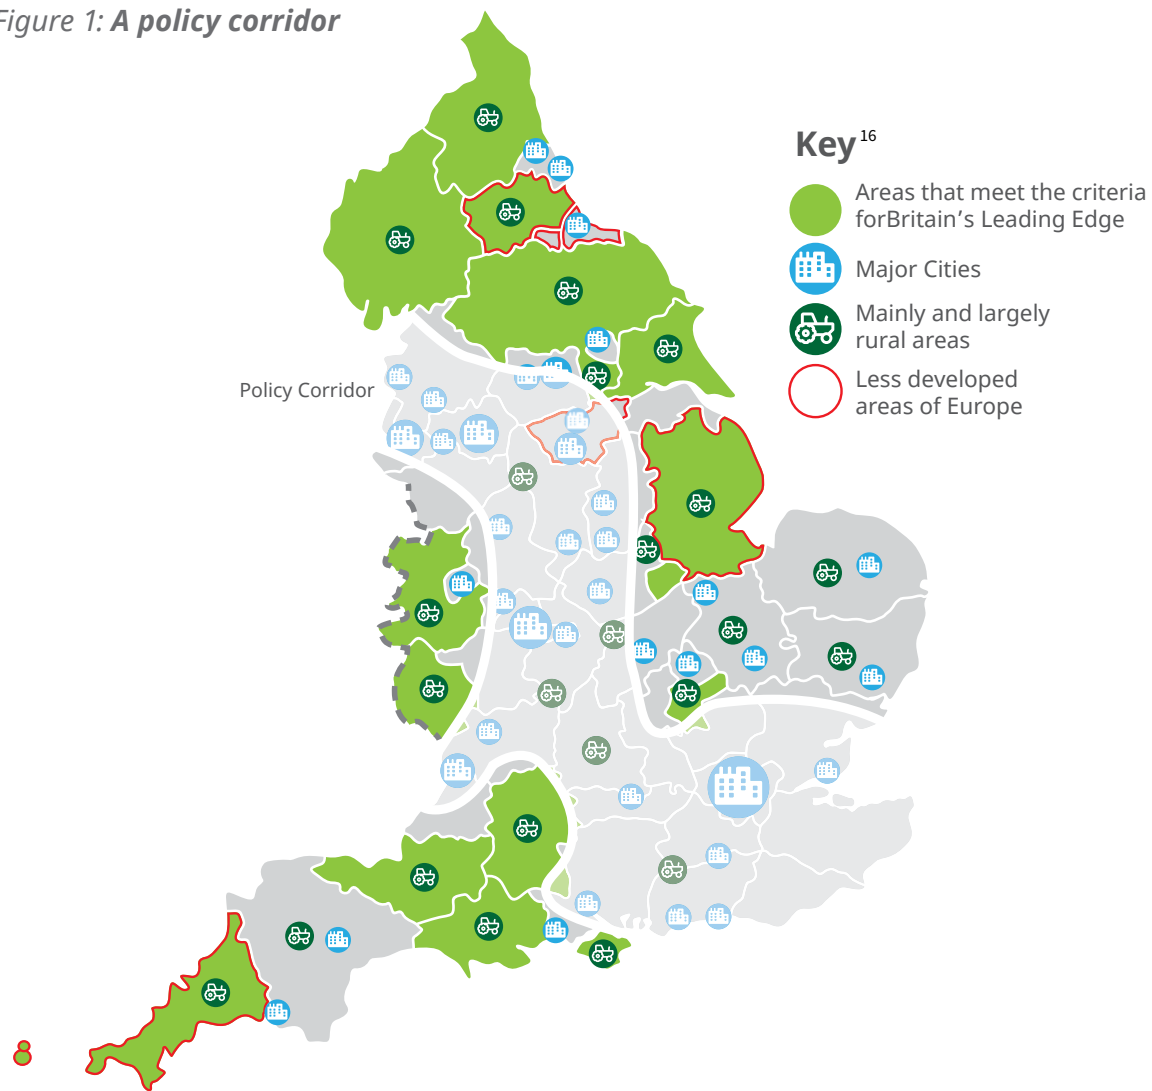 Figure 1: A policy corridor
Key16
Areas that meet the criteria
forBritain's Leading Edge
Major Cities
Mainly and largely
rural areas
Less developed
areas of Europe
Policy Corridor